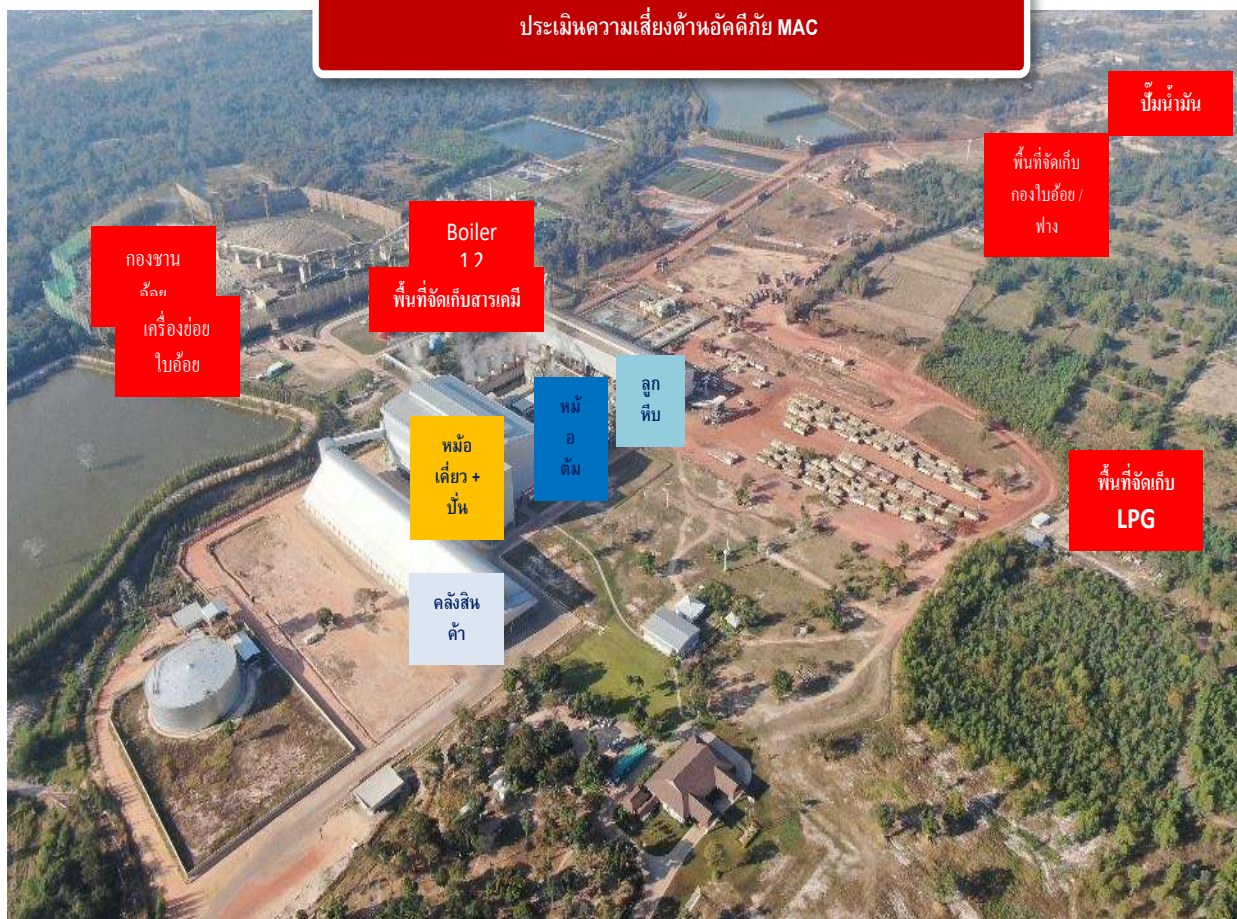 ประเมินความเสี่ยงด้านอัคคีภัย MAC
ปั๊มน้ำมัน
พื้นที่จัดเก็บ
กองใบอ้อย /
ฟาง
Boiler
1 2
กองชาน
อ้อย
พื้นที่จัดเก็บสารเคมี
เครื่องย่อย
ใบอ้อย
ลูก
หีบ
หม้
อ
ต้ม
หม้อ
เคี่ยว +
ปั่น
พื้นที่จัดเก็บ
LPG
คลังสิน
ค้า